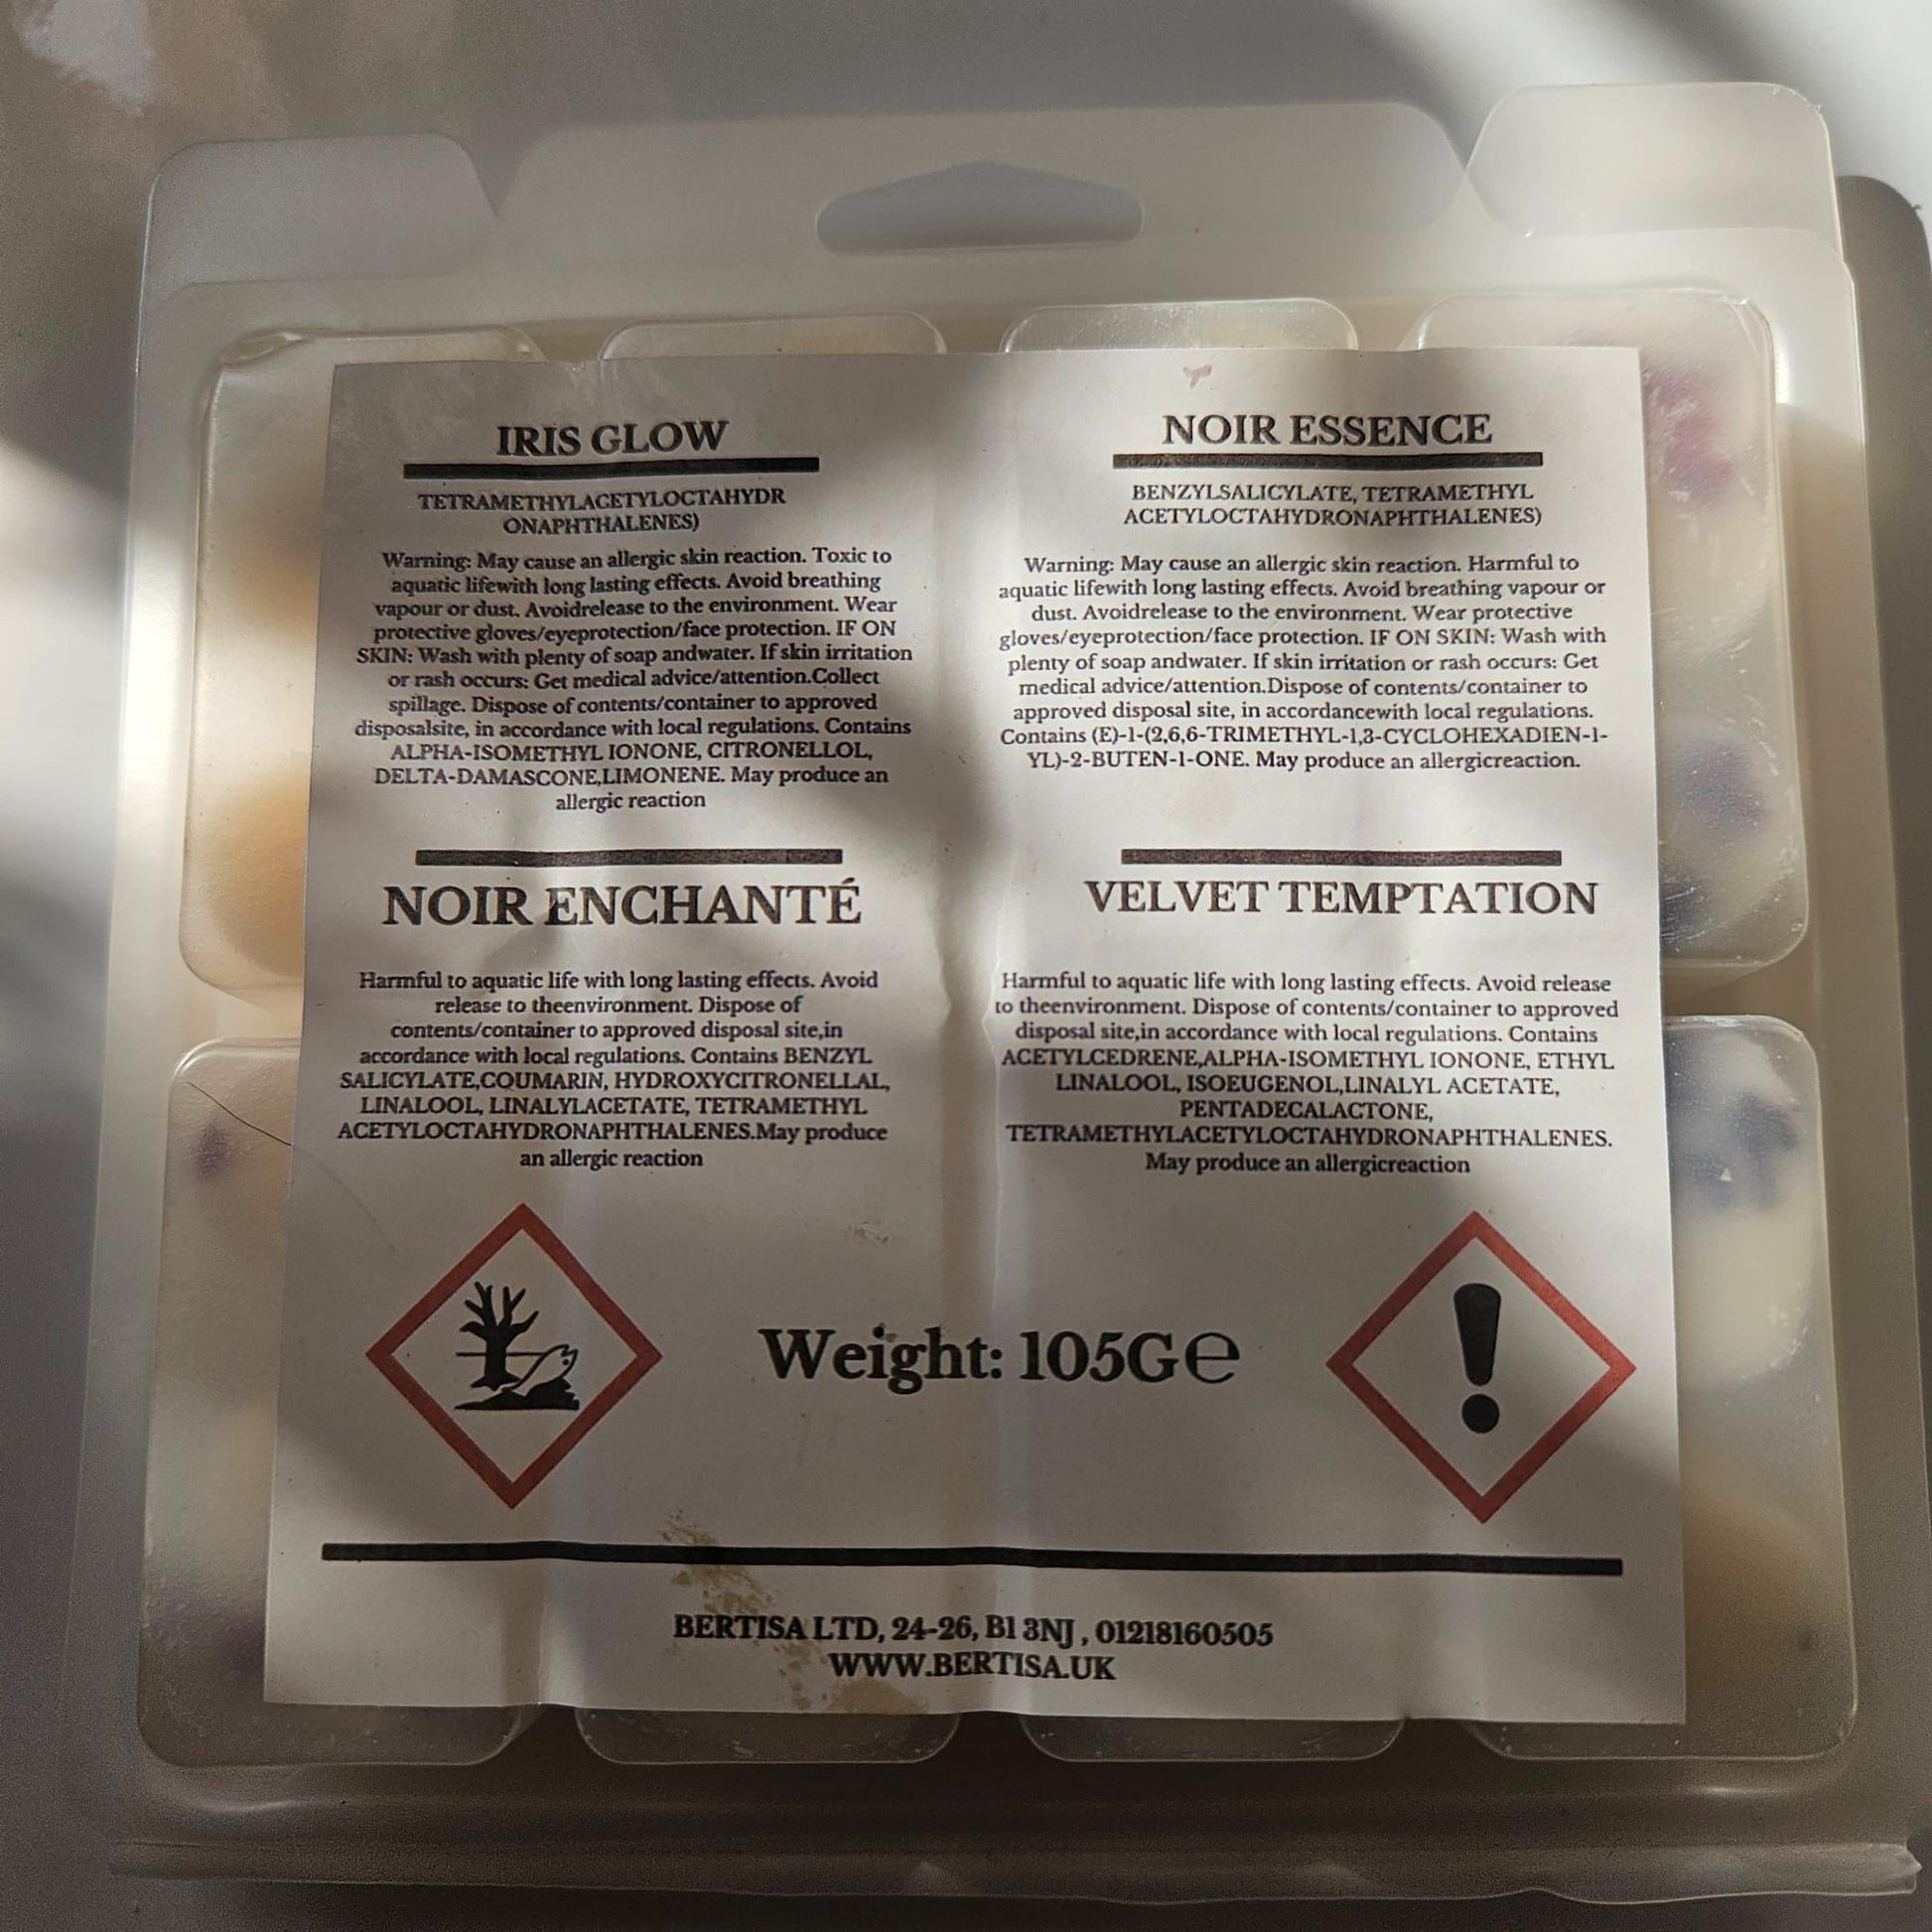 IRIS GLOW
TETRAMETHYLACETYLOCTAHYDR
ONAPHTHALENES)
Warning: May cause an allergic skin reaction. Toxic to
aquatic lifewith long lasting effects. Avoid breathing
vapour or dust. Avoidrelease to the environment. Wear
protective gloves/eyeprotection/face protection. IF ON
SKIN: Wash with plenty of soap andwater. If skin irritation
or rash occurs: Get medical advice/attention.Collect
spillage. Dispose of contents/container to approved
disposalsite, in accordance with local regulations. Contains
ALPHA-ISOMETHYL IONONE, CITRONELLOL,
DELTA-DAMASCONE,LIMONENE. May produce an
allergic reaction
NOIR ESSENCE
BENZYLSALICYLATE, TETRAMETHYL
ACETYLOCTAHYDRONAPHTHALENES)
Warning: May cause an allergic skin reaction. Harmful to
aquatic lifewith long lasting effects. Avoid breathing vapour or
dust. Avoidrelease to the environment. Wear protective
gloves/eyeprotection/face protection. IF ON SKIN: Wash with
plenty of soap andwater. If skin irritation or rash occurs: Get
medical advice/attention.Dispose of contents/container to
approved disposal site, in accordancewith local regulations.
Contains (E)-1-(2,6,6-TRIMETHYL-1,3-CYCLOHEXADIEN-1-
YL)-2-BUTEN-1-ONE. May produce an allergicreaction.
NOIR ENCHANTÉ
Harmful to aquatic life with long lasting effects. Avoid
release to theenvironment. Dispose of
contents/container to approved disposal site,in
accordance with local regulations. Contains BENZYL
SALICYLATE,COUMARIN, HYDROXYCITRONELLAL,
LINALOOL, LINALYLACETATE, TETRAMETHYL
ACETYLOCTAHYDRONAPHTHALENES.May produce
an allergic reaction
VELVET TEMPTATION
Harmful to aquatic life with long lasting effects. Avoid release
to theenvironment. Dispose of contents/container to approved
disposal site,in accordance with local regulations. Contains
ACETYLCEDRENE,ALPHA-ISOMETHYL IONONE, ETHYL
LINALOOL, ISOEUGENOL,LINALYL ACETATE,
PENTADECALACTONE,
TETRAMETHYLACETYLOCTAHYDRONAPHTHALENES.
May produce an allergicreaction
Weight: 105G℮
BERTISA LTD, 24-26, B1 3NJ , 01218160505
WWW.BERTISA.UK